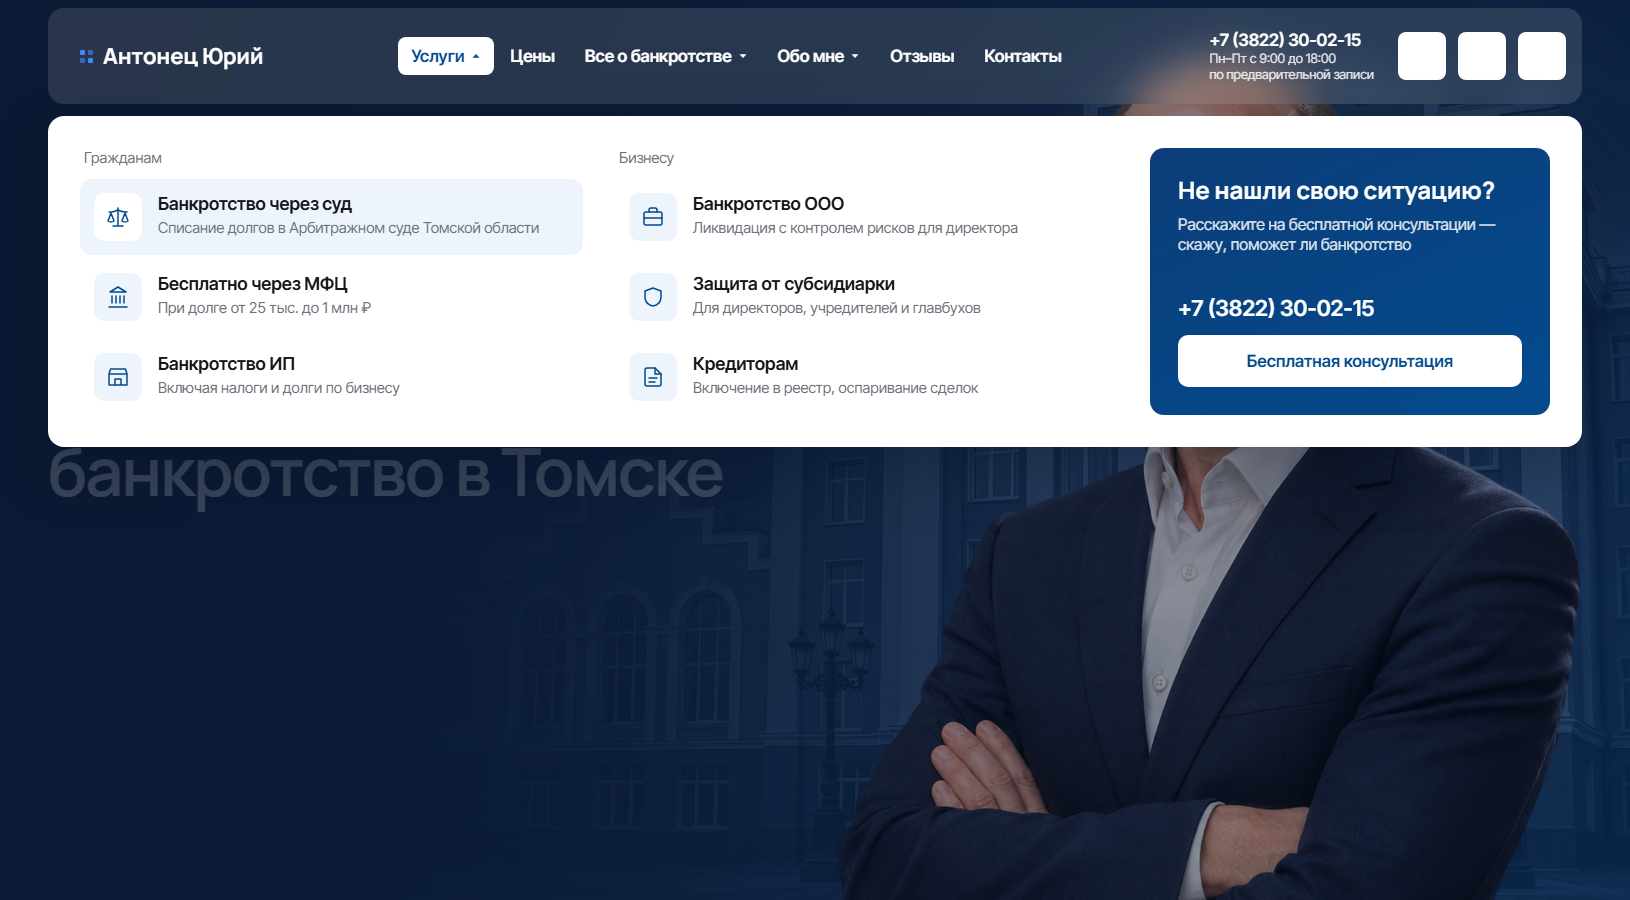 Антонец Юрий
Услуги
Цены
Все о банкротстве
Обо мне
Отзывы
Контакты
+7 (3822) 30-02-15
Пн–Пт с 9:00 до 18:00
по предварительной записи
Гражданам
Банкротство через суд
Списание долгов в Арбитражном суде Томской области
Бесплатно через МФЦ
При долге от 25 тыс. до 1 млн ₽
Банкротство ИП
Включая налоги и долги по бизнесу
Бизнесу
Банкротство ООО
Ликвидация с контролем рисков для директора
Защита от субсидиарки
Для директоров, учредителей и главбухов
Кредиторам
Включение в реестр, оспаривание сделок
Не нашли свою ситуацию?
Расскажите на бесплатной консультации —
скажу, поможет ли банкротство
+7 (3822) 30-02-15
Бесплатная консультация
банкротство в Томске